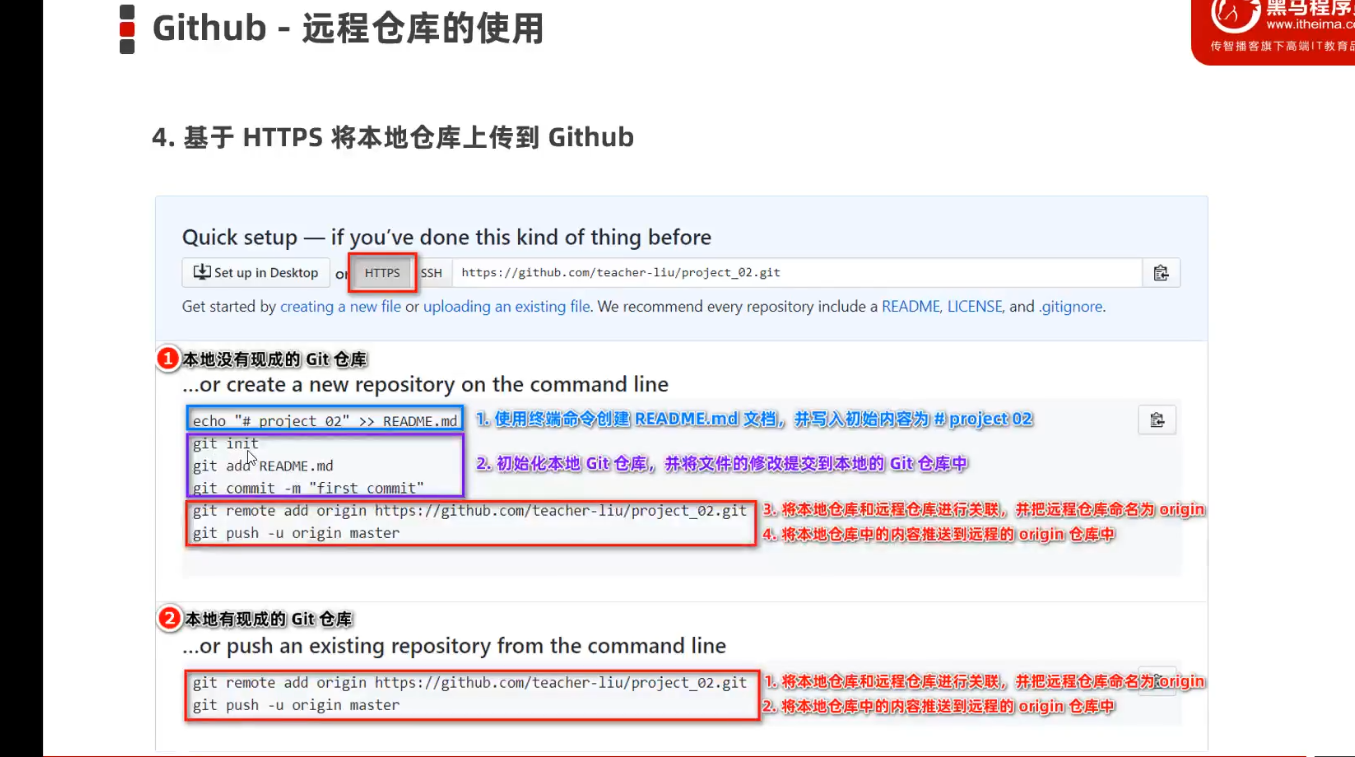 Github - 远程仓库的使用
黑马程序
www.itheima.co
传智播客旗下高端IT教育品
4. 基于 HTTPS 将本地仓库上传到 Github
Quick setup — if you've done this kind of thing before
Set up in Desktop or HTTPS SSH https://github.com/teacher-liu/project_02.git
Get started by creating a new file or uploading an existing file. We recommend every repository include a README, LICENSE, and .gitignore.
1 本地没有现成的 Git 仓库
...or create a new repository on the command line
echo "# project_02" >> README.md 1. 使用终端命令创建 README.md 文档，并写入初始内容为 # project 02
git init
git add README.md 2. 初始化本地 Git 仓库，并将文件的修改提交到本地的 Git 仓库中
git commit -m "first commit"
git remote add origin https://github.com/teacher-liu/project_02.git 3. 将本地仓库和远程仓库进行关联，并把远程仓库命名为 origin
git push -u origin master 4. 将本地仓库中的内容推送到远程的 origin 仓库中
2 本地有现成的 Git 仓库
...or push an existing repository from the command line
git remote add origin https://github.com/teacher-liu/project_02.git 1. 将本地仓库和远程仓库进行关联，并把远程仓库命名为 origin
git push -u origin master 2. 将本地仓库中的内容推送到远程的 origin 仓库中